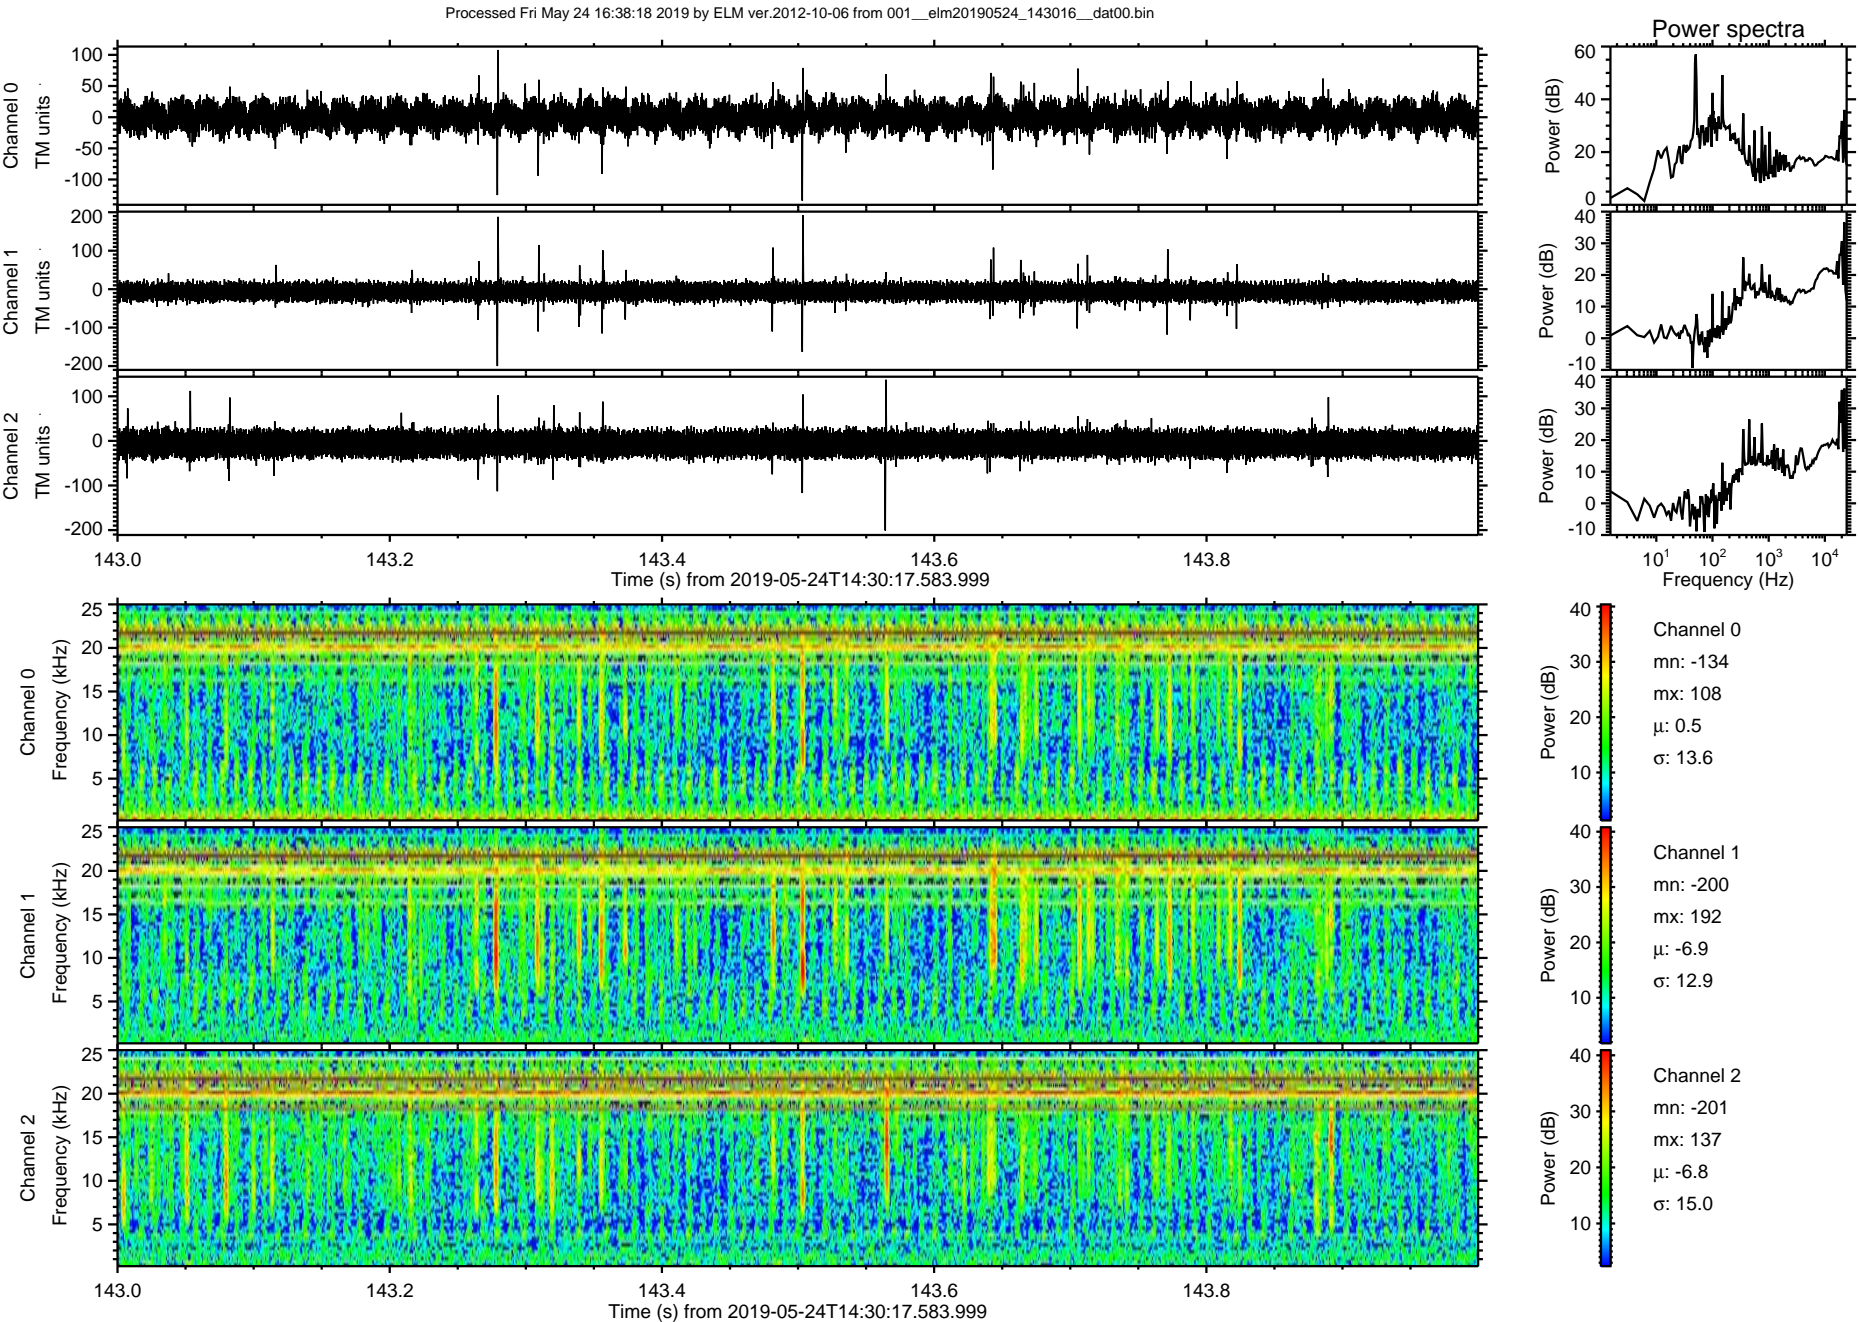 Processed Fri May 24 16:38:18 2019 by ELM ver.2012-10-06 from 001__elm20190524_143016__dat00.bin
Power spectra
Channel 0
TM units
100
50
0
-50
-100
Power (dB)
60
40
20
0
Channel 1
TM units
200
100
0
-100
-200
Power (dB)
40
30
20
10
0
-10
Channel 2
TM units
100
0
-100
-200
Power (dB)
40
30
20
10
0
-10
143.0 143.2 143.4 143.6 143.8
Time (s) from 2019-05-24T14:30:17.583.999
10¹ 10² 10³ 10⁴
Frequency (Hz)
Channel 0
Frequency (kHz)
25
20
15
10
5
Power (dB)
40
30
20
10
Channel 0
mn: -134
mx: 108
μ: 0.5
σ: 13.6
Channel 1
Frequency (kHz)
25
20
15
10
5
Power (dB)
40
30
20
10
Channel 1
mn: -200
mx: 192
μ: -6.9
σ: 12.9
Channel 2
Frequency (kHz)
25
20
15
10
5
Power (dB)
40
30
20
10
Channel 2
mn: -201
mx: 137
μ: -6.8
σ: 15.0
143.0 143.2 143.4 143.6 143.8
Time (s) from 2019-05-24T14:30:17.583.999